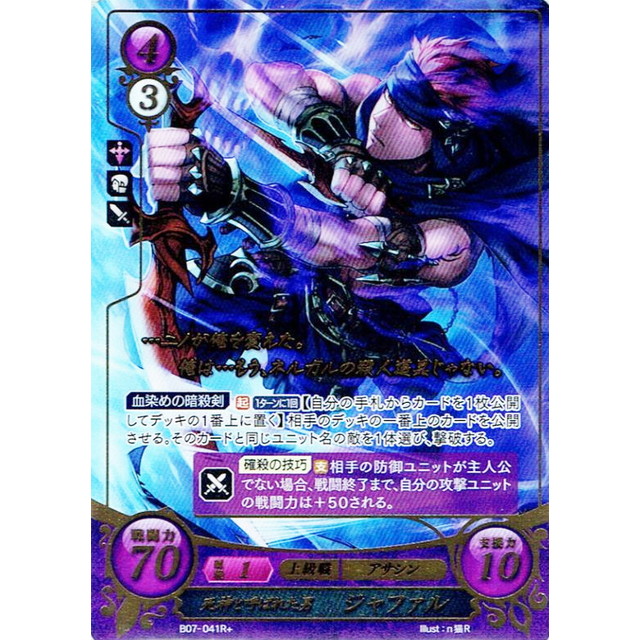 4
3
…ニノが俺を変えた。
俺は…もう、ネルガルの殺人道具じゃない。
血染めの暗殺剣 起 1ターンに1回【自分の手札からカードを1枚公開
してデッキの1番上に置く】相手のデッキの一番上のカードを公開
させる。そのカードと同じユニット名の敵を1体選び、撃破する。
確殺の技巧 支 相手の防御ユニットが主人公
でない場合、戦闘終了まで、自分の攻撃ユニット
の戦闘力は+50される。
戦闘力
70
射程 1 上級職 アサシン
支援力
10
死神と呼ばれた男 ジャファル
B07-041R+
Illust:n猫R